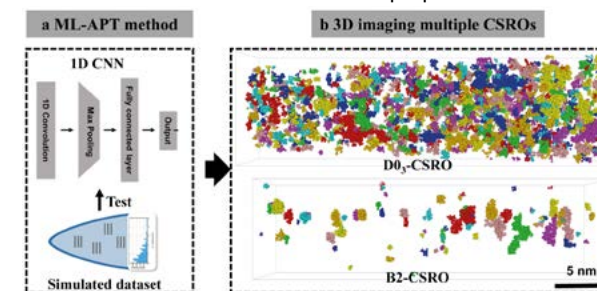 a ML-APT method
b 3D imaging multiple CSROs
1D CNN
1D Convolution
Max Pooling
Fully connected layer
Output
Test
Simulated dataset
D0₃-CSRO
B2-CSRO
5 nm